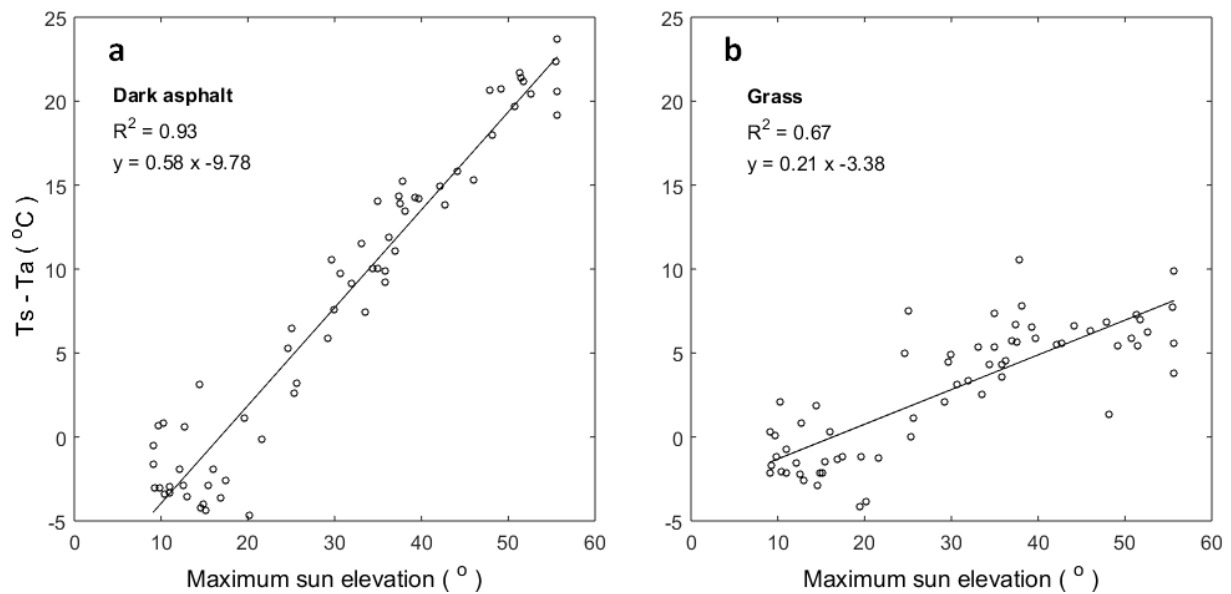 a
Dark asphalt
R² = 0.93
y = 0.58 x -9.78
Ts - Ta ( °C )
25
20
15
10
5
0
-5
0 10 20 30 40 50 60
Maximum sun elevation ( ° )
b
Grass
R² = 0.67
y = 0.21 x -3.38
25
20
15
10
5
0
-5
0 10 20 30 40 50 60
Maximum sun elevation ( ° )